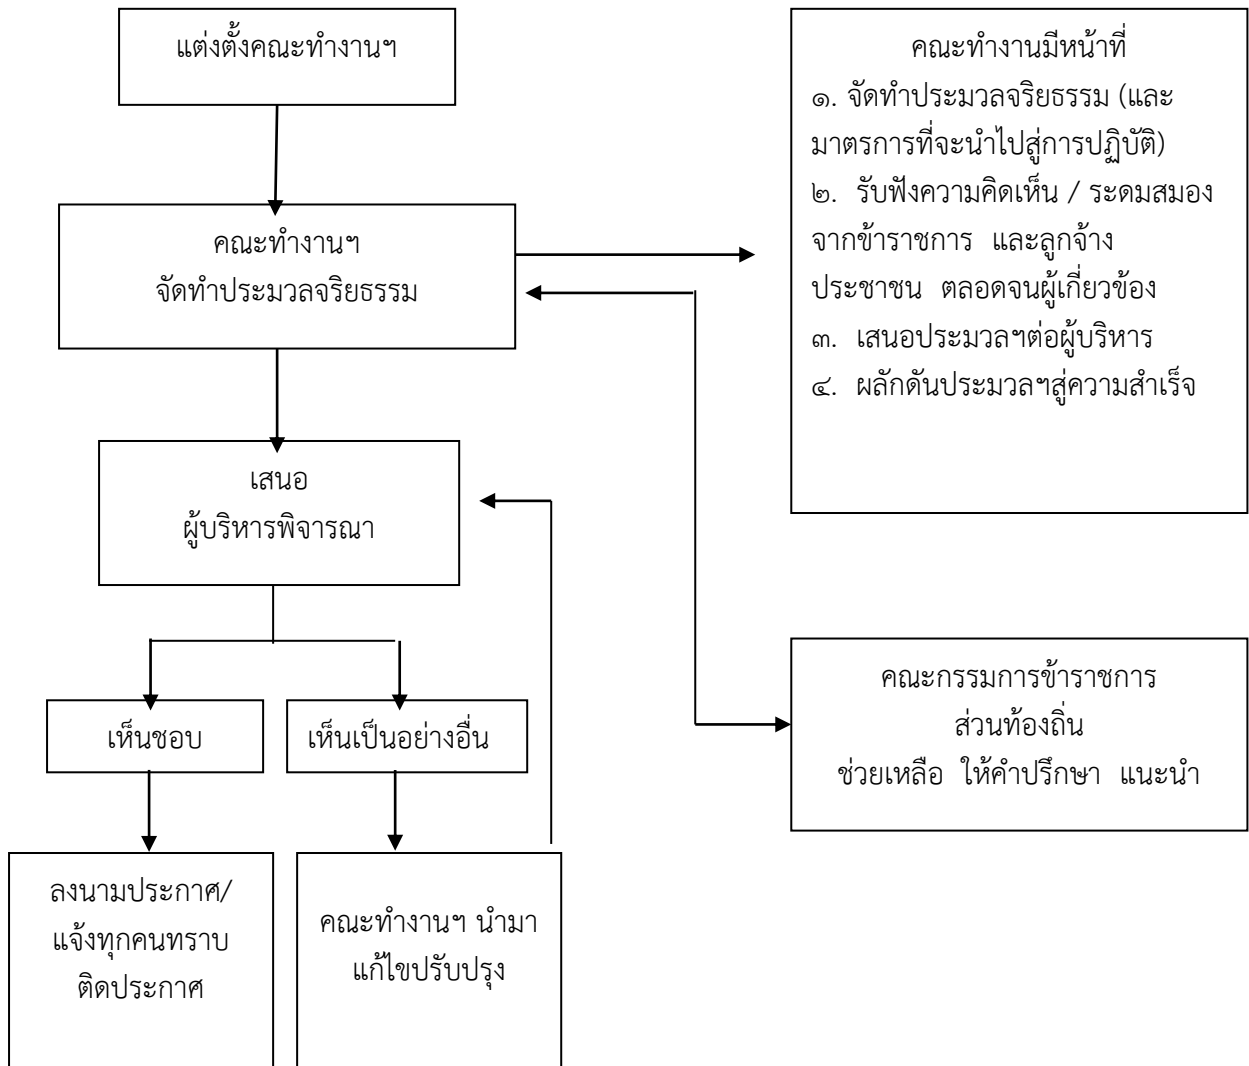 แต่งตั้งคณะทำงานฯ
คณะทำงานฯ
จัดทำประมวลจริยธรรม
เสนอ
ผู้บริหารพิจารณา
เห็นชอบ
เห็นเป็นอย่างอื่น
ลงนามประกาศ/
แจ้งทุกคนทราบ
ติดประกาศ
คณะทำงานฯ นำมา
แก้ไขปรับปรุง
คณะทำงานมีหน้าที่
๑. จัดทำประมวลจริยธรรม (และ
มาตรการที่จะนำไปสู่การปฏิบัติ)
๒. รับฟังความคิดเห็น / ระดมสมอง
จากข้าราชการ และลูกจ้าง
ประชาชน ตลอดจนผู้เกี่ยวข้อง
๓. เสนอประมวลฯต่อผู้บริหาร
๔. ผลักดันประมวลฯสู่ความสำเร็จ
คณะกรรมการข้าราชการ
ส่วนท้องถิ่น
ช่วยเหลือ ให้คำปรึกษา แนะนำ